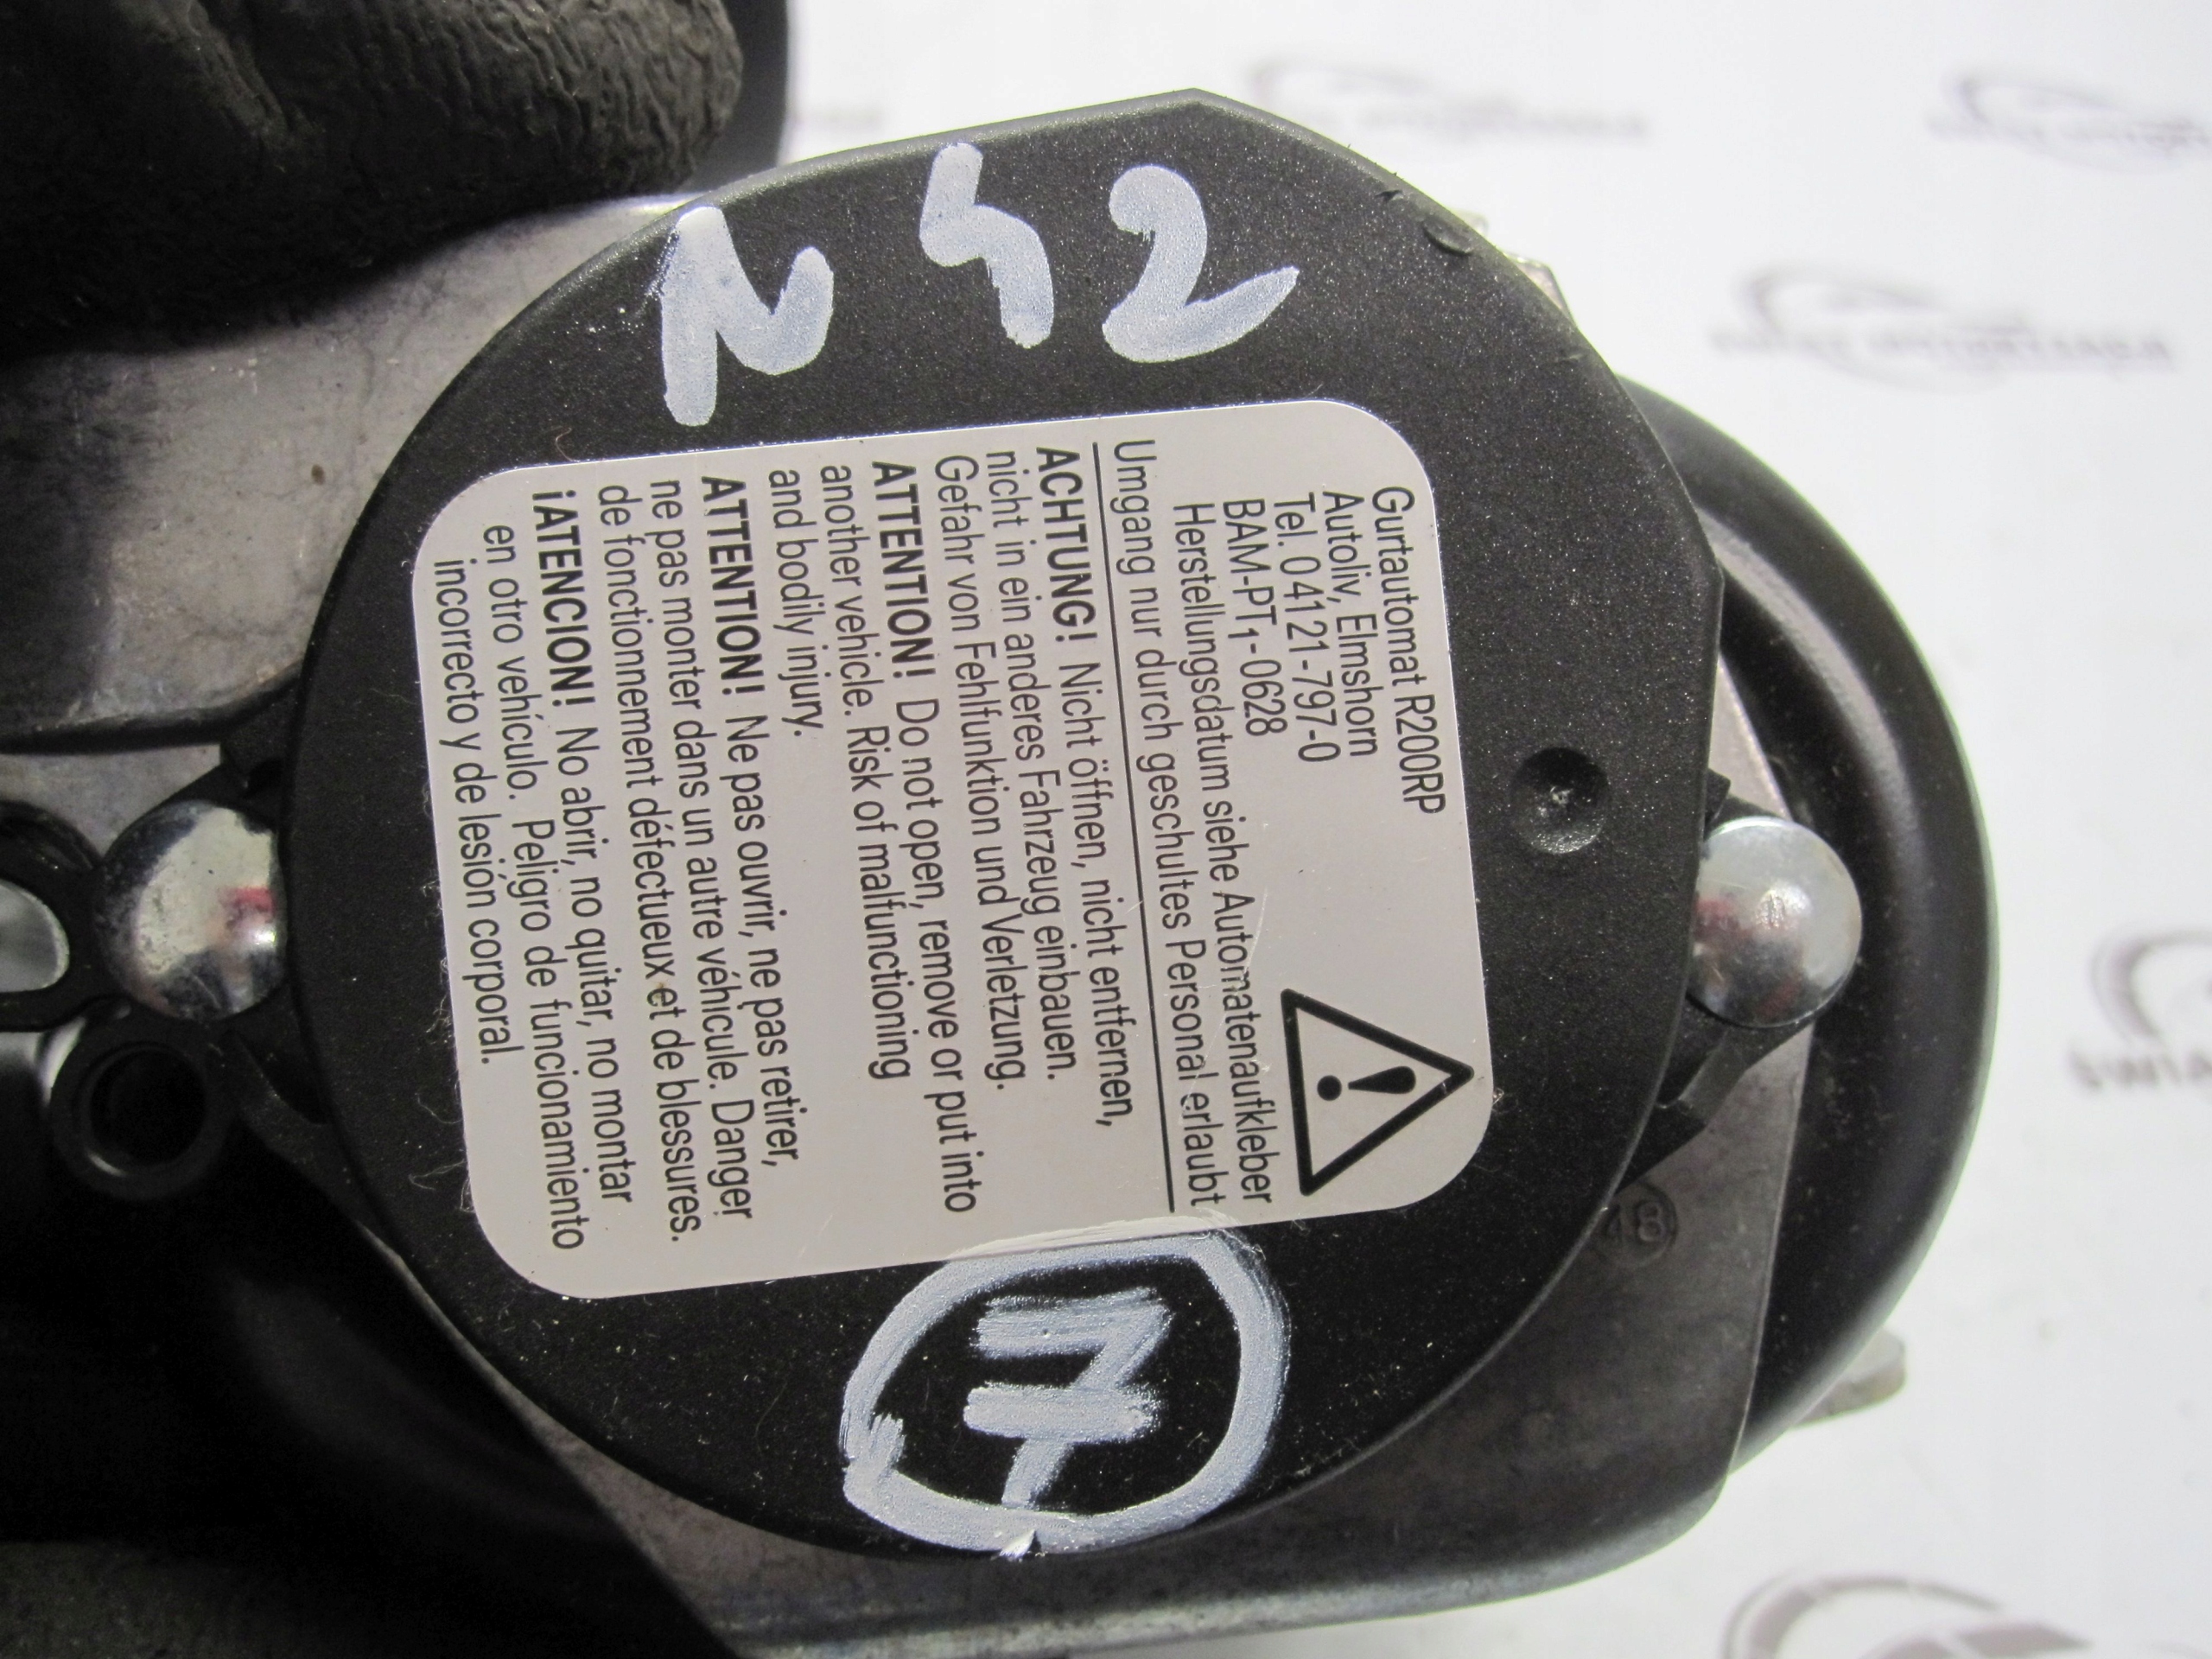 Gurtautomat R200RP
Autoliv, Elmshorn
Tel. 04121-797-0
BAM-PT1-0628
Herstellungsdatum siehe Automatenaufkleber
Umgang nur durch geschultes Personal erlaubt
ACHTUNG! Nicht öffnen, nicht entfernen,
nicht in ein anderes Fahrzeug einbauen.
Gefahr von Fehlfunktion und Verletzung.
ATTENTION! Do not open, remove or put into
another vehicle. Risk of malfunctioning
and bodily injury.
ATTENTION! Ne pas ouvrir, ne pas retirer,
ne pas monter dans un autre véhicule. Danger
de fonctionnement défectueux et de blessures.
¡ATENCION! No abrir, no quitar, no montar
en otro vehículo. Peligro de funcionamiento
incorrecto y de lesión corporal.